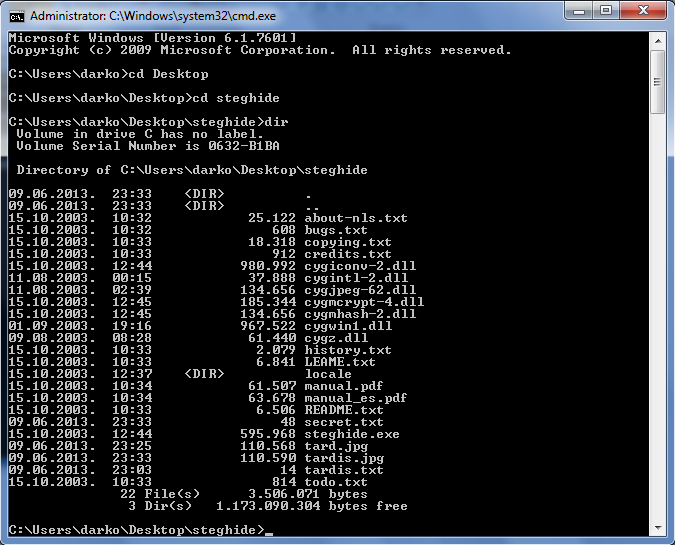 Administrator: C:\Windows\system32\cmd.exe
Microsoft Windows [Version 6.1.7601]
Copyright (c) 2009 Microsoft Corporation.  All rights reserved.
C:\Users\darko>cd Desktop
C:\Users\darko\Desktop>cd steghide
C:\Users\darko\Desktop\steghide>dir
 Volume in drive C has no label.
 Volume Serial Number is 0632-B1BA
 Directory of C:\Users\darko\Desktop\steghide
09.06.2013.  23:33    <DIR>          .
09.06.2013.  23:33    <DIR>          ..
15.10.2003.  10:32            25.122 about-nls.txt
15.10.2003.  10:32               608 bugs.txt
15.10.2003.  10:33            18.318 copying.txt
15.10.2003.  10:33               912 credits.txt
15.10.2003.  12:44           980.992 cygiconv-2.dll
11.08.2003.  00:15            37.888 cygintl-2.dll
11.08.2003.  02:39           134.656 cygjpeg-62.dll
15.10.2003.  12:45           185.344 cygmcrypt-4.dll
15.10.2003.  12:45           134.656 cygmhash-2.dll
01.09.2003.  19:16           967.522 cygwin1.dll
09.08.2003.  08:28            61.440 cygz.dll
15.10.2003.  10:33             2.079 history.txt
15.10.2003.  10:33             6.841 LEAME.txt
15.10.2003.  12:37    <DIR>          locale
15.10.2003.  10:34            61.507 manual.pdf
15.10.2003.  10:34            63.678 manual_es.pdf
15.10.2003.  10:33             6.506 README.txt
09.06.2013.  23:33                48 secret.txt
15.10.2003.  12:44           595.968 steghide.exe
09.06.2013.  23:25           110.568 tard.jpg
09.06.2013.  23:33           110.590 tardis.jpg
09.06.2013.  23:03                14 tardis.txt
15.10.2003.  10:33               814 todo.txt
              22 File(s)      3.506.071 bytes
               3 Dir(s)   1.173.090.304 bytes free
C:\Users\darko\Desktop\steghide>_